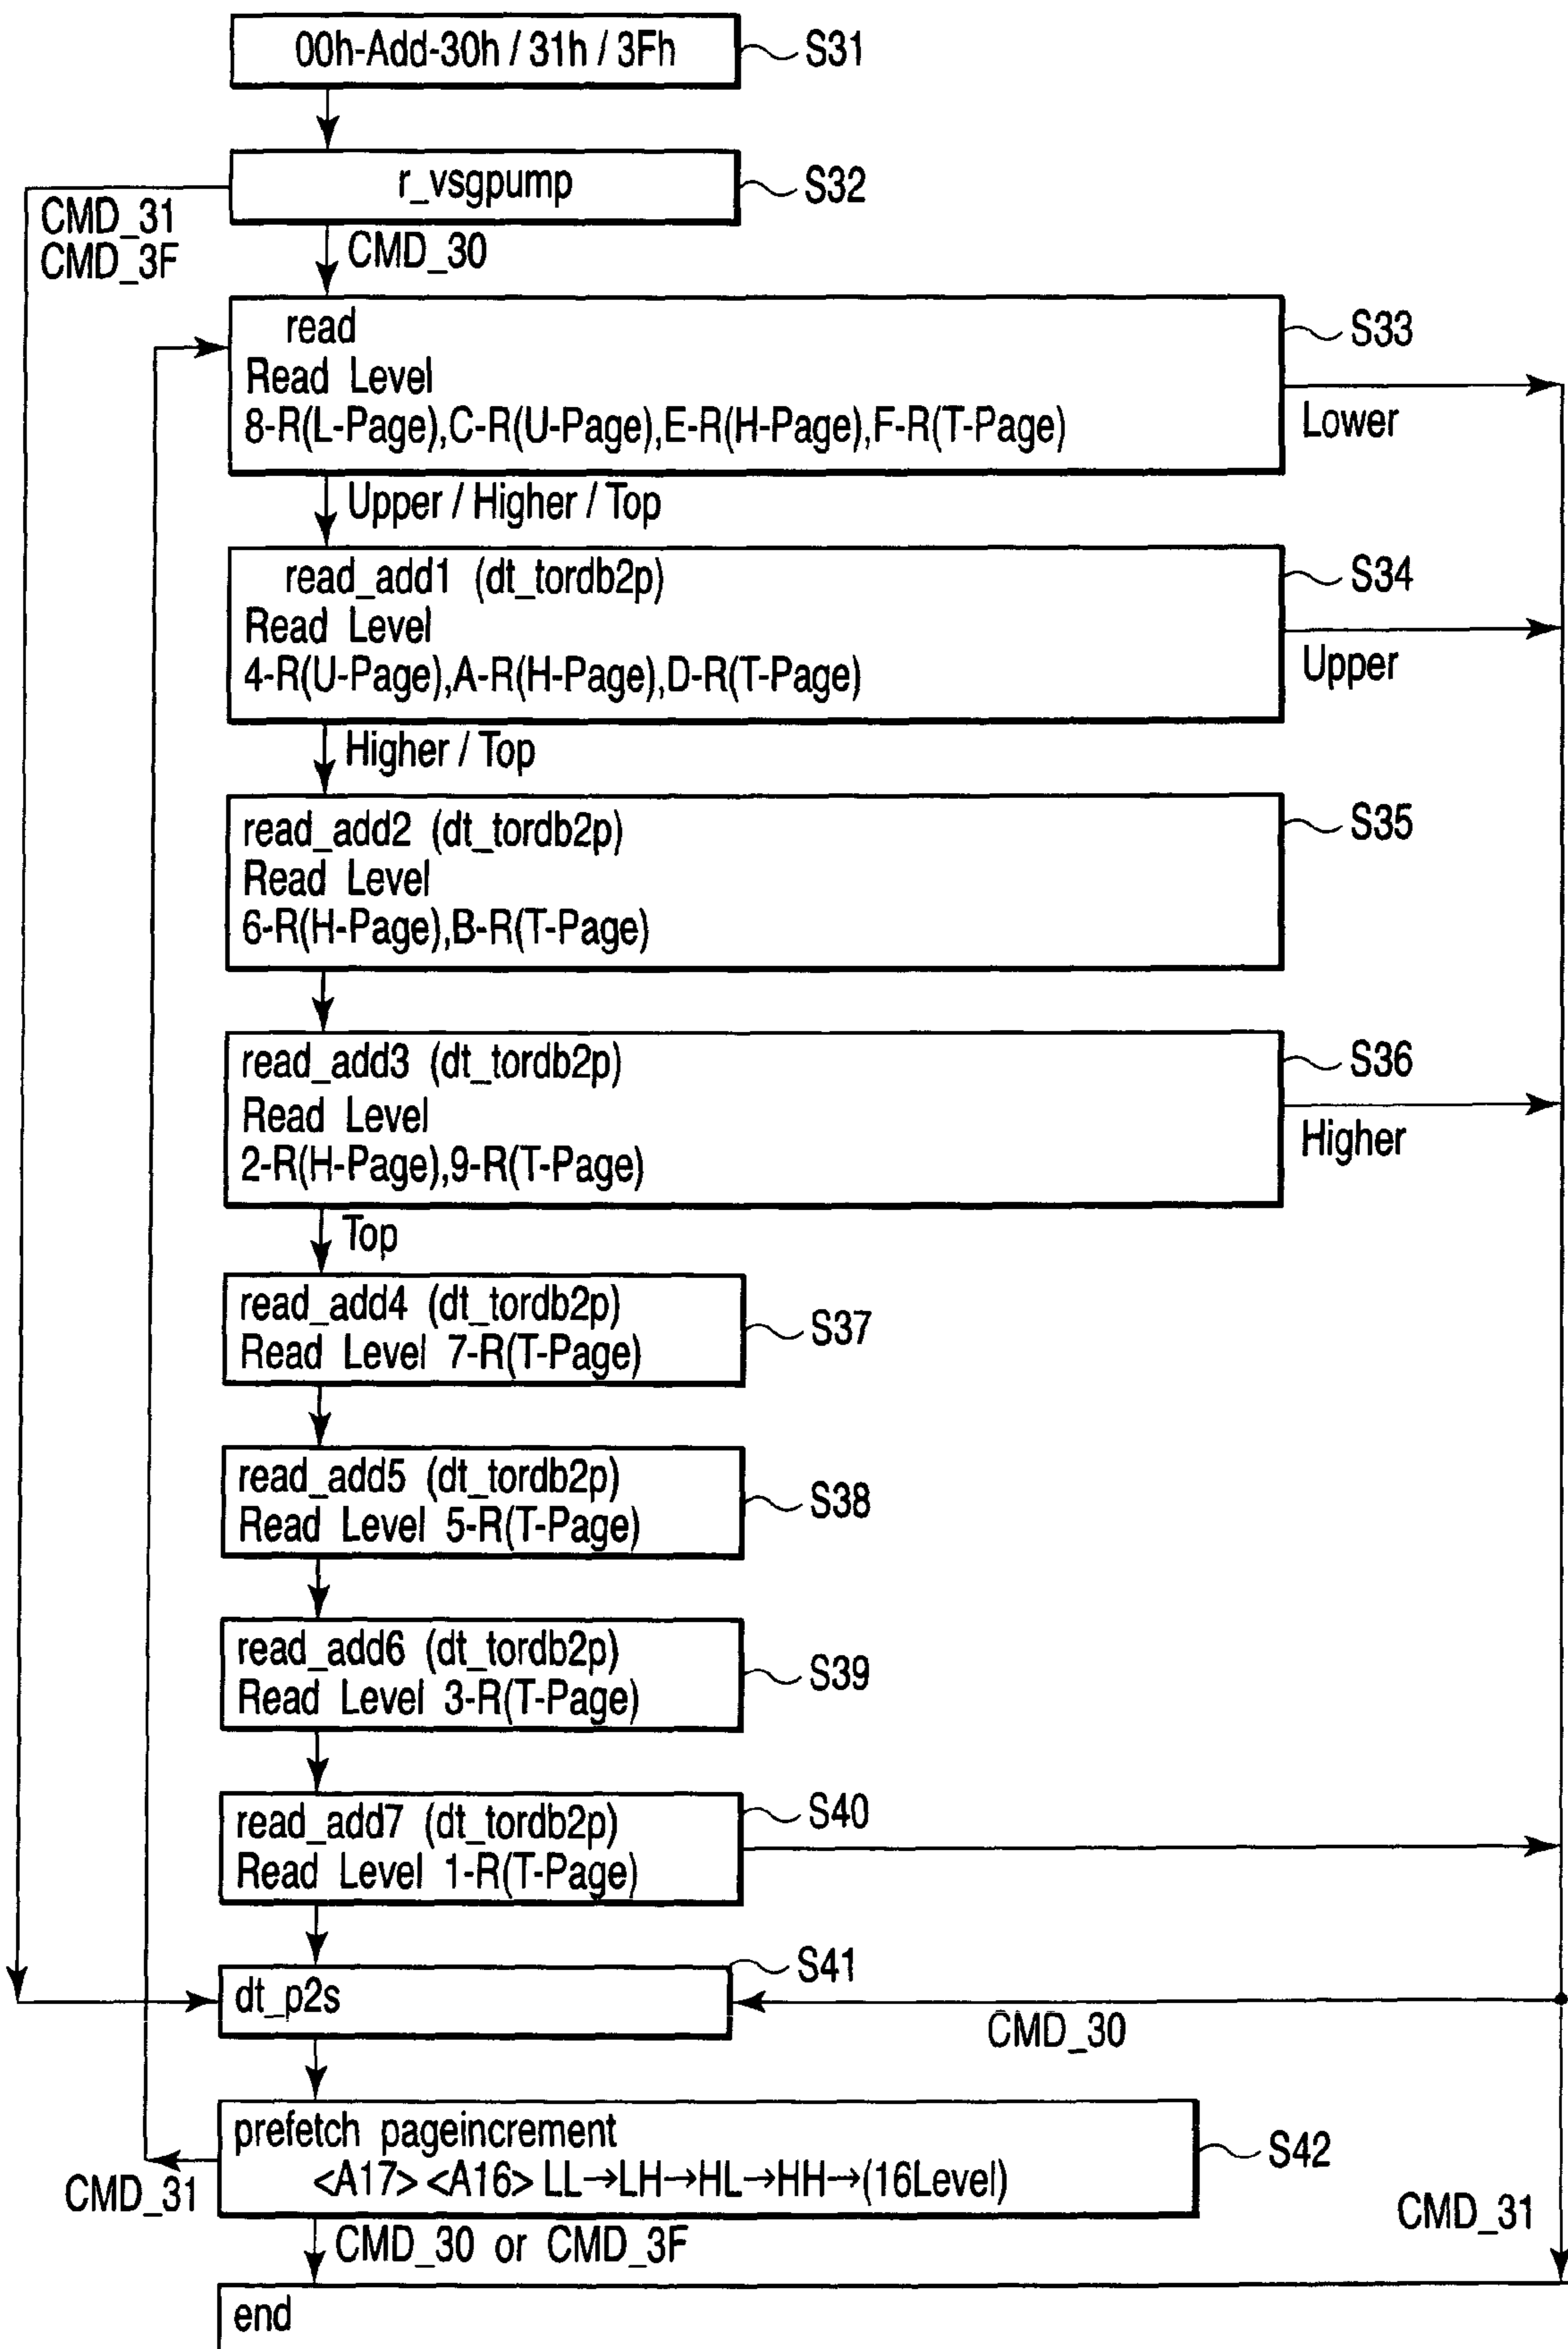 00h-Add-30h / 31h / 3Fh
S31
r_vsgpump
S32
CMD_31
CMD_3F
CMD_30
read
Read Level
8-R(L-Page),C-R(U-Page),E-R(H-Page),F-R(T-Page)
S33
Lower
Upper / Higher / Top
read_add1 (dt_tordb2p)
Read Level
4-R(U-Page),A-R(H-Page),D-R(T-Page)
S34
Upper
Higher / Top
read_add2 (dt_tordb2p)
Read Level
6-R(H-Page),B-R(T-Page)
S35
read_add3 (dt_tordb2p)
Read Level
2-R(H-Page),9-R(T-Page)
S36
Higher
Top
read_add4 (dt_tordb2p)
Read Level 7-R(T-Page)
S37
read_add5 (dt_tordb2p)
Read Level 5-R(T-Page)
S38
read_add6 (dt_tordb2p)
Read Level 3-R(T-Page)
S39
read_add7 (dt_tordb2p)
Read Level 1-R(T-Page)
S40
dt_p2s
S41
CMD_30
prefetch pageincrement
<A17> <A16> LL→LH→HL→HH→(16Level)
S42
CMD_31
CMD_31
CMD_30 or CMD_3F
end